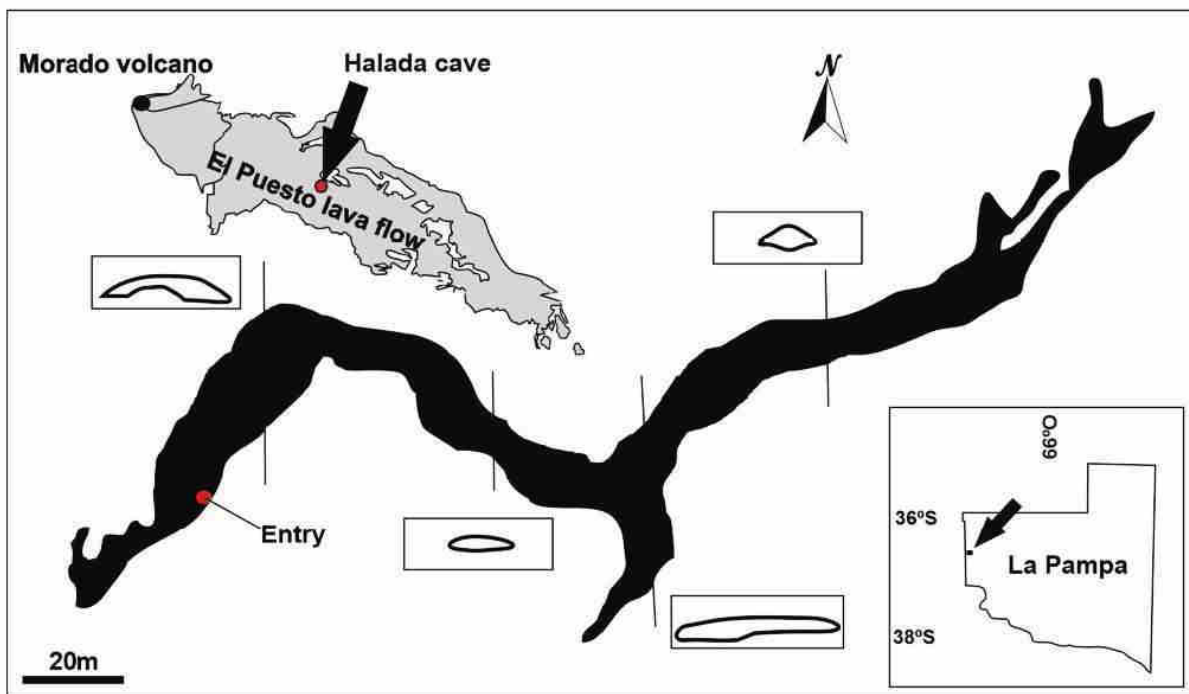 Morado volcano
Halada cave
N
El Puesto lava flow
Entry
66ºO
36ºS
La Pampa
38ºS
20m